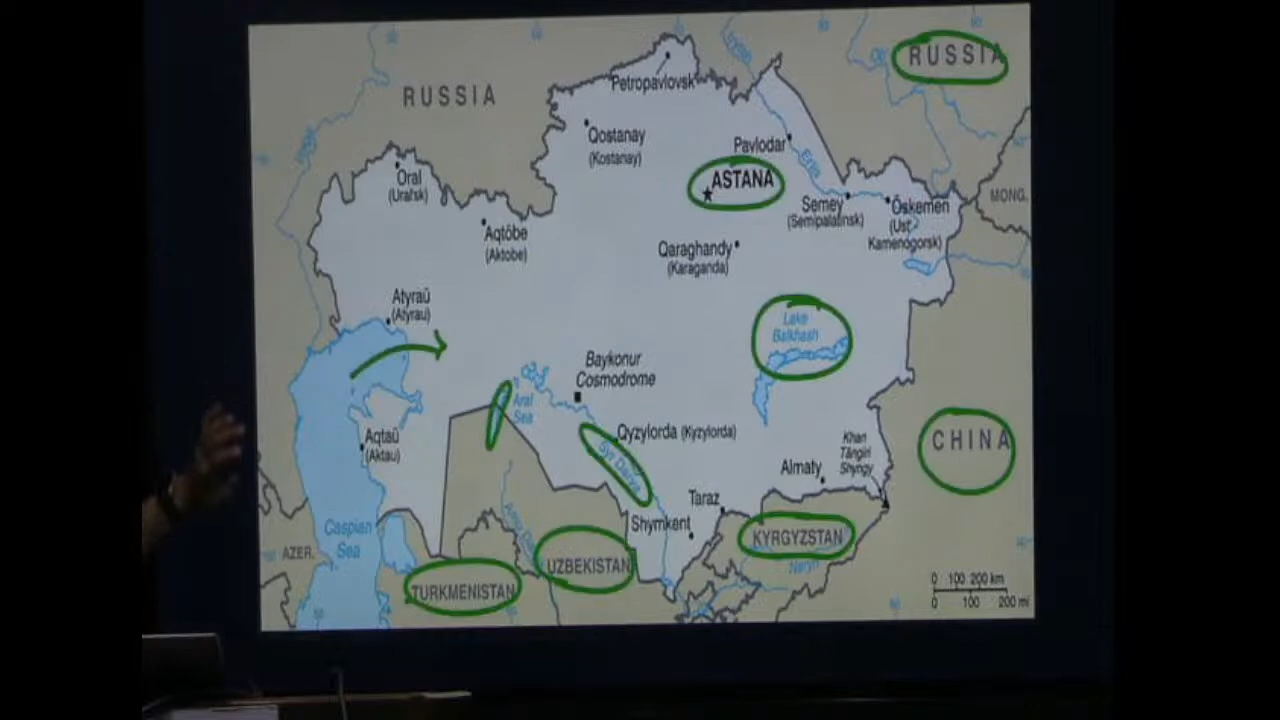 RUSSIA
RUSSIA
Petropavlovsk
Qostanay
(Kostanay)
Pavlodar
Oral
(Ural'sk)
ASTANA
MONG.
Semey
(Semipalatinsk)
Öskemen
(Ust'
Kamenogorsk)
Aqtöbe
(Aktobe)
Qaraghandy
(Karaganda)
Atyraū
(Atyrau)
Lake
Balkhash
Baykonur
Cosmodrome
Aral
Sea
Aqtaū
(Aktau)
Qyzylorda (Kyzylorda)
Syr Darya
CHINA
Khan
Tängiri
Shyngy
Almaty
Taraz
Shymkent
Caspian
Sea
AZER.
KYRGYZSTAN
UZBEKISTAN
TURKMENISTAN
Naryn
0 100 200 km
0 100 200 mi